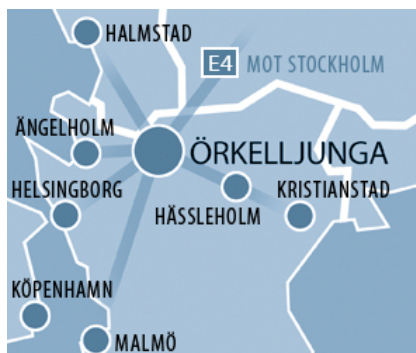 HALMSTAD
E4 MOT STOCKHOLM
ÄNGELHOLM
ÖRKELLJUNGA
HELSINGBORG
HÄSSLEHOLM
KRISTIANSTAD
KÖPENHAMN
MALMÖ